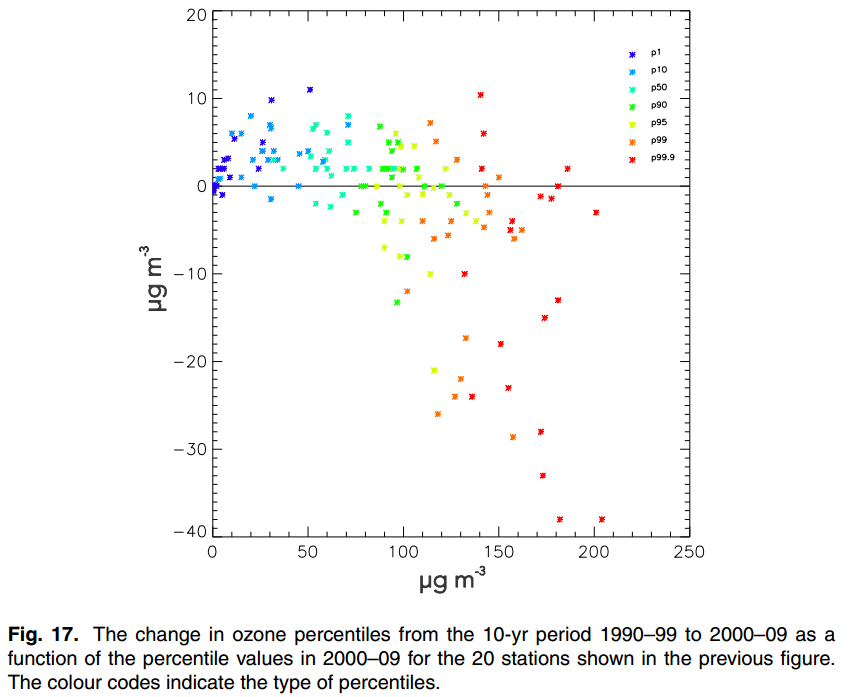 20
10
0
−10
−20
−30
−40
µg m-3
0 50 100 150 200 250
µg m-3
p1
p10
p50
p90
p95
p99
p99.9
Fig. 17. The change in ozone percentiles from the 10-yr period 1990–99 to 2000–09 as a
function of the percentile values in 2000–09 for the 20 stations shown in the previous figure.
The colour codes indicate the type of percentiles.